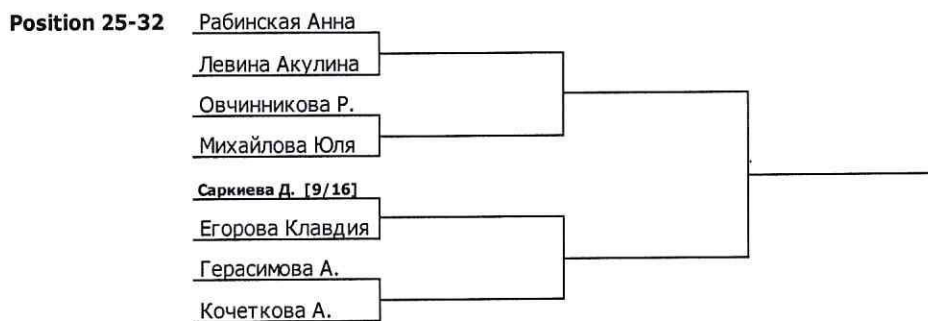 Position 25-32
Рабинская Анна
Левина Акулина
Овчинникова Р.
Михайлова Юля
Саркиева Д. [9/16]
Егорова Клавдия
Герасимова А.
Кочеткова А.